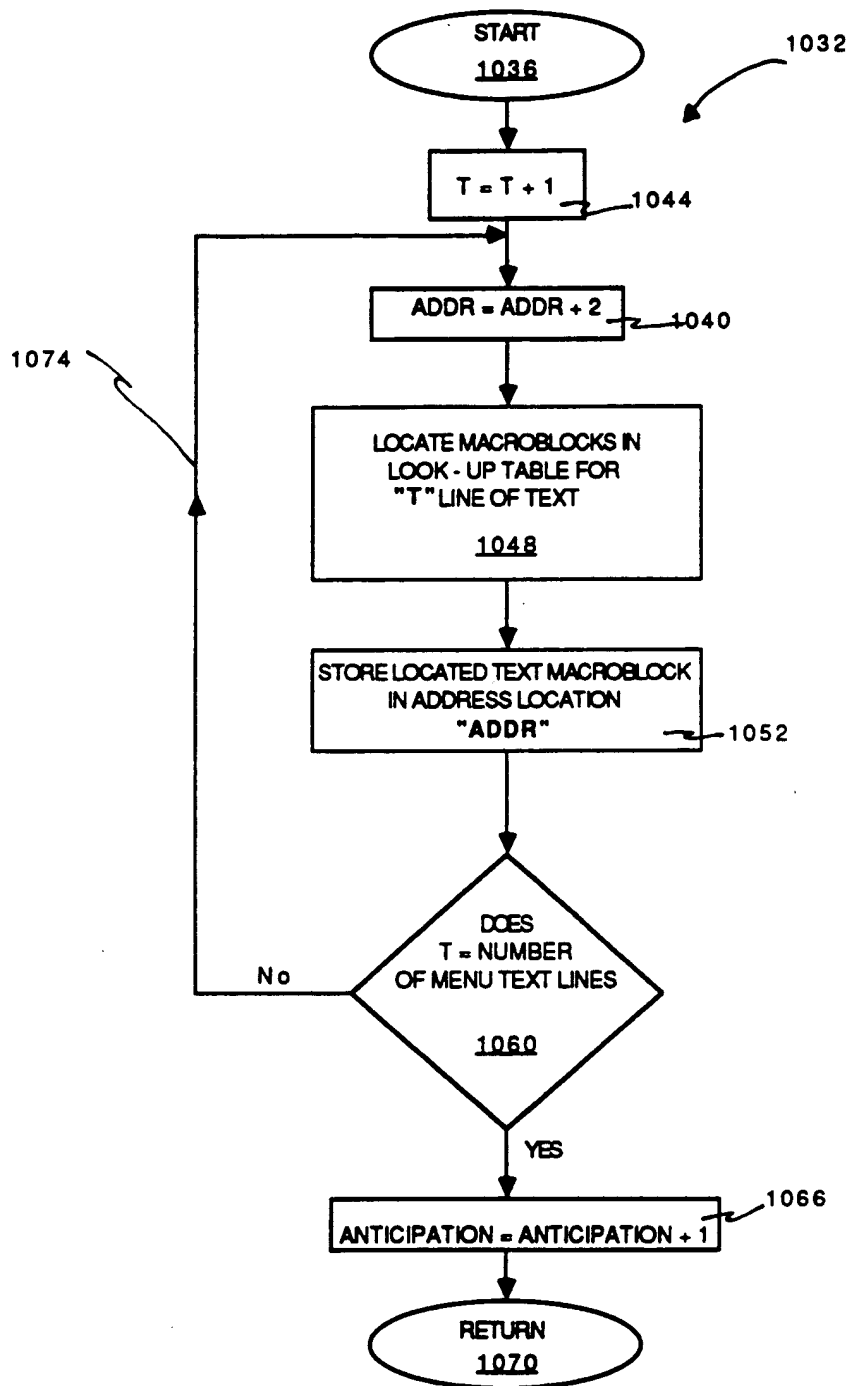 START
1036
1032
T = T + 1
1044
ADDR = ADDR + 2
1040
1074
LOCATE MACROBLOCKS IN
LOOK - UP TABLE FOR
"T" LINE OF TEXT
1048
STORE LOCATED TEXT MACROBLOCK
IN ADDRESS LOCATION
"ADDR"
1052
DOES
T = NUMBER
OF MENU TEXT LINES
1060
No
YES
1066
ANTICIPATION = ANTICIPATION + 1
RETURN
1070